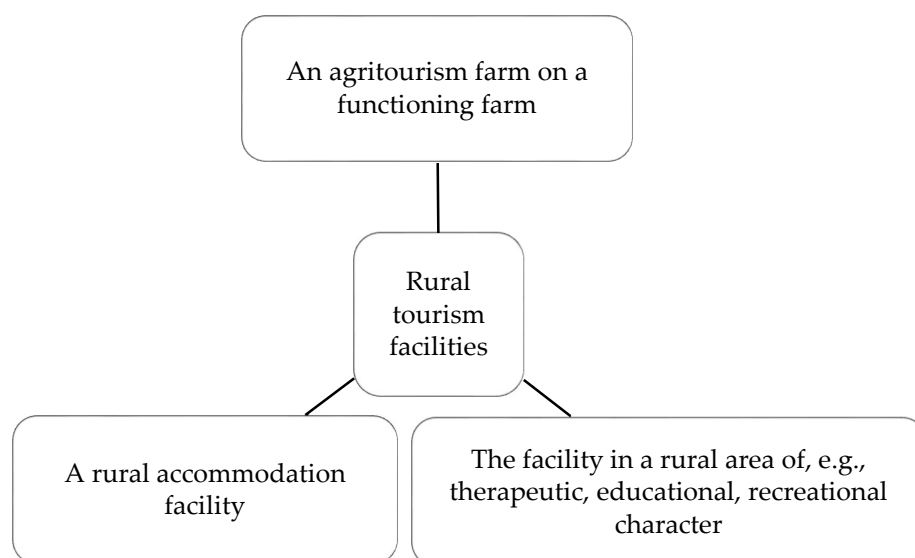 An agritourism farm on a
functioning farm
Rural
tourism
facilities
A rural accommodation
facility
The facility in a rural area of, e.g.,
therapeutic, educational, recreational
character